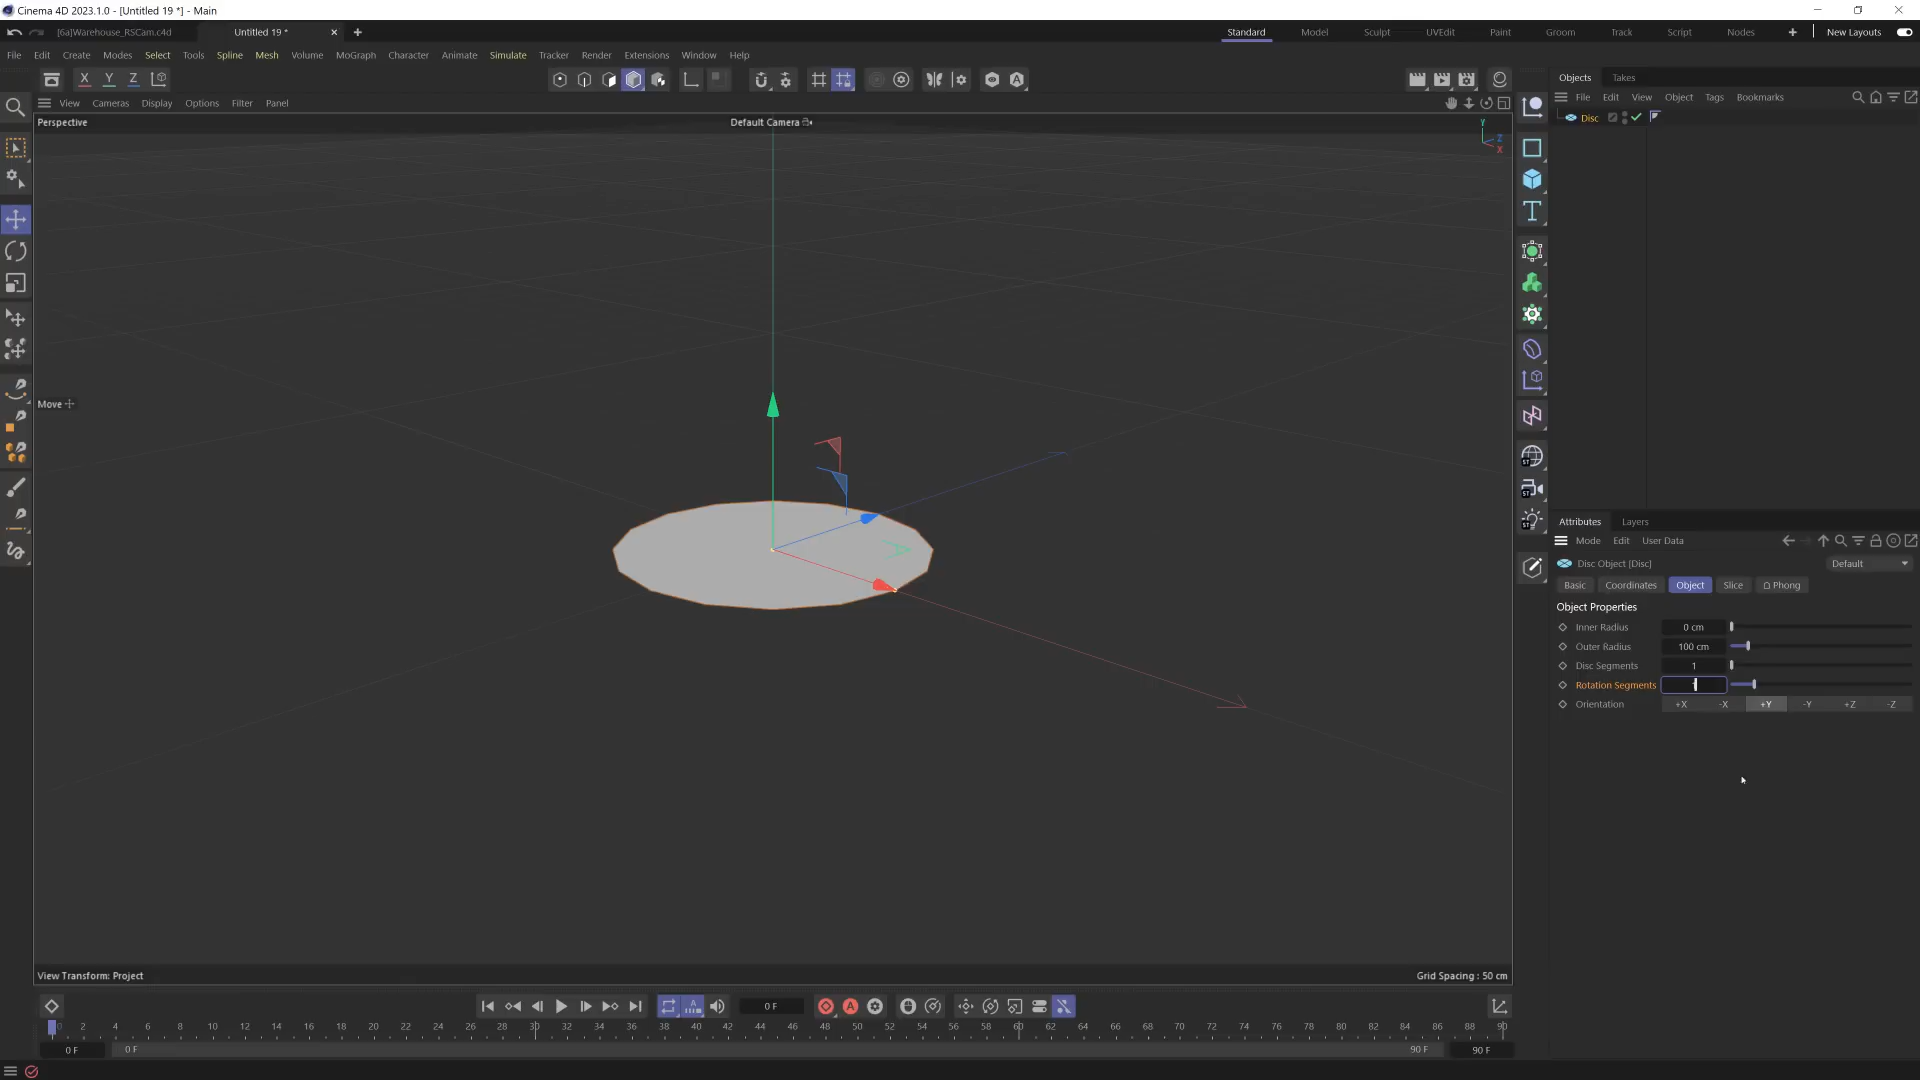 Cinema 4D 2023.1.0 - [Untitled 19 *] - Main
[6a]Warehouse_RSCam.c4d
Untitled 19 *
Standard
Model
Sculpt
UVEdit
Paint
Groom
Track
Script
Nodes
New Layouts
File Edit Create Modes Select Tools Spline Mesh Volume MoGraph Character Animate Simulate Tracker Render Extensions Window Help
X Y Z
Objects Takes
View Cameras Display Options Filter Panel
File Edit View Object Tags Bookmarks
Perspective
Default Camera
Disc
Y
Z
X
Move
Attributes Layers
Mode Edit User Data
Disc Object [Disc]
Default
Basic Coordinates Object Slice Phong
Object Properties
Inner Radius 0 cm
Outer Radius 100 cm
Disc Segments 1
Rotation Segments
Orientation +X -X +Y -Y +Z -Z
View Transform: Project
Grid Spacing : 50 cm
0 F
0 2 4 6 8 10 12 14 16 18 20 22 24 26 28 30 32 34 36 38 40 42 44 46 48 50 52 54 56 58 60 62 64 66 68 70 72 74 76 78 80 82 84 86 88 90
0 F
0 F
90 F
90 F